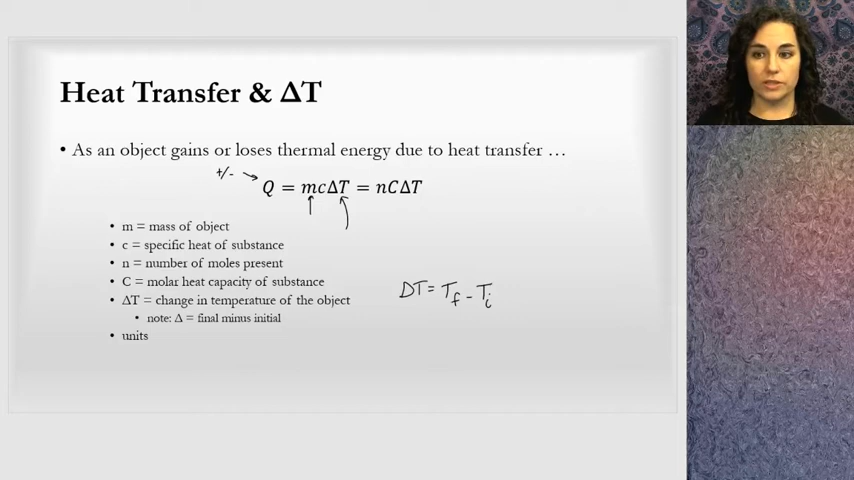 Heat Transfer & ΔT
• As an object gains or loses thermal energy due to heat transfer …
+/-
Q = mcΔT = nCΔT
• m = mass of object
• c = specific heat of substance
• n = number of moles present
• C = molar heat capacity of substance
• ΔT = change in temperature of the object
ΔT = Tf - Ti
• note: Δ = final minus initial
• units